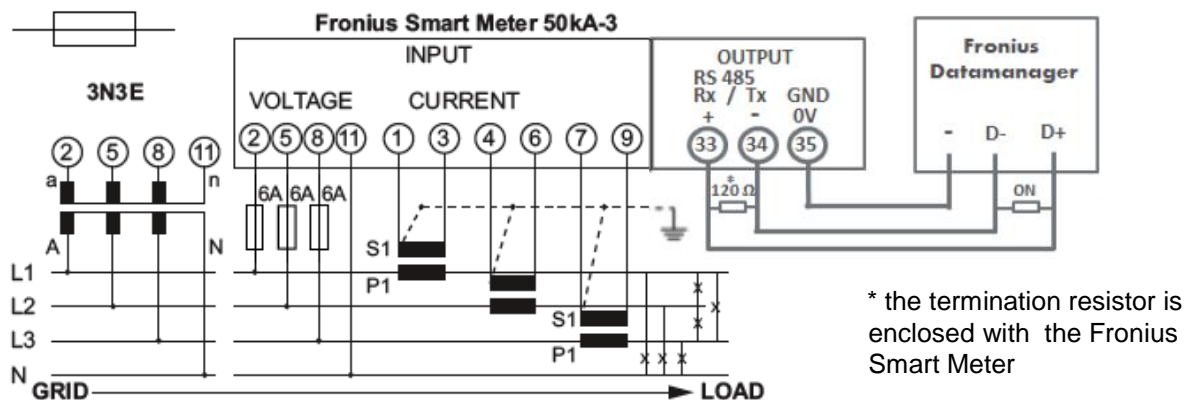 Fronius Smart Meter 50kA-3
INPUT
VOLTAGE CURRENT
2 5 8 11 1 3 4 6 7 9
OUTPUT
RS 485
Rx / Tx GND
+ - 0V
33 34 35
Fronius
Datamanager
- D- D+
3N3E
2 5 8 11
a n
A N
6A 6A 6A
*
120 Ω
ON
S1
P1
S1
P1
L1
L2
L3
N
GRID LOAD
* the termination resistor is
enclosed with the Fronius
Smart Meter